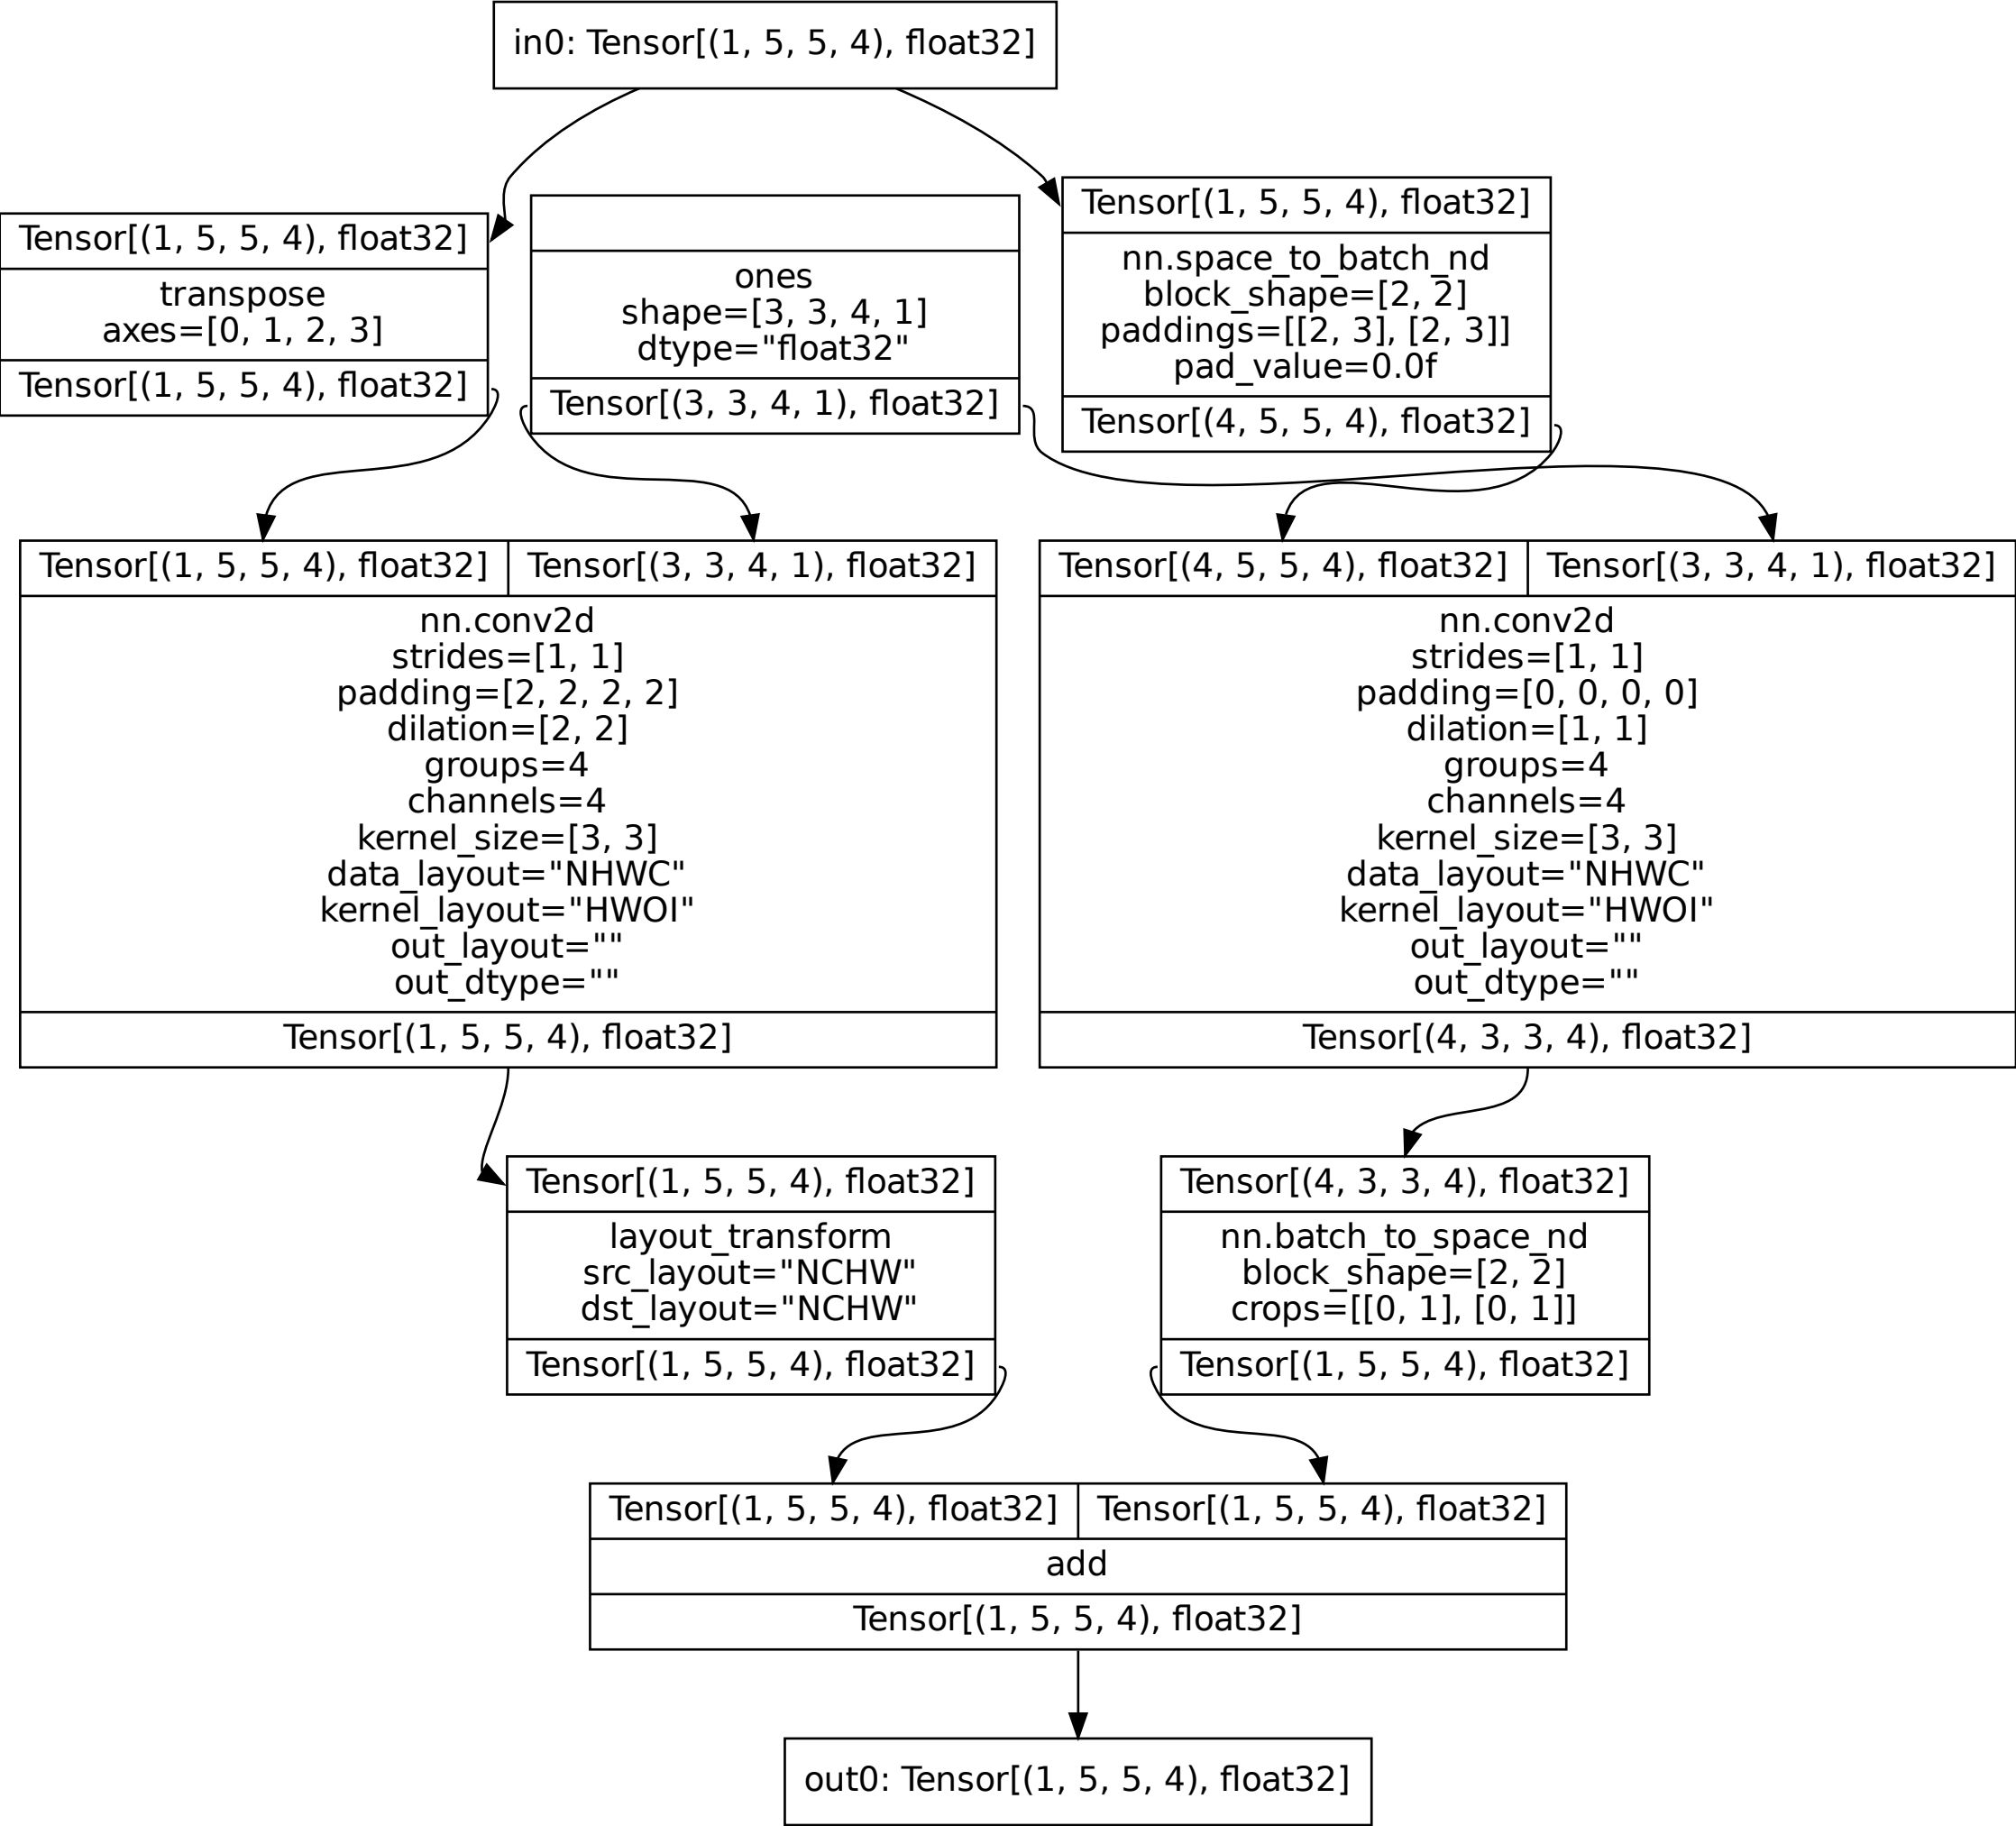 in0: Tensor[(1, 5, 5, 4), float32]
Tensor[(1, 5, 5, 4), float32]
transpose
axes=[0, 1, 2, 3]
Tensor[(1, 5, 5, 4), float32]
ones
shape=[3, 3, 4, 1]
dtype="float32"
Tensor[(3, 3, 4, 1), float32]
Tensor[(1, 5, 5, 4), float32]
nn.space_to_batch_nd
block_shape=[2, 2]
paddings=[[2, 3], [2, 3]]
pad_value=0.0f
Tensor[(4, 5, 5, 4), float32]
Tensor[(1, 5, 5, 4), float32]
Tensor[(3, 3, 4, 1), float32]
nn.conv2d
strides=[1, 1]
padding=[2, 2, 2, 2]
dilation=[2, 2]
groups=4
channels=4
kernel_size=[3, 3]
data_layout="NHWC"
kernel_layout="HWOI"
out_layout=""
out_dtype=""
Tensor[(1, 5, 5, 4), float32]
Tensor[(4, 5, 5, 4), float32]
Tensor[(3, 3, 4, 1), float32]
nn.conv2d
strides=[1, 1]
padding=[0, 0, 0, 0]
dilation=[1, 1]
groups=4
channels=4
kernel_size=[3, 3]
data_layout="NHWC"
kernel_layout="HWOI"
out_layout=""
out_dtype=""
Tensor[(4, 3, 3, 4), float32]
Tensor[(1, 5, 5, 4), float32]
layout_transform
src_layout="NCHW"
dst_layout="NCHW"
Tensor[(1, 5, 5, 4), float32]
Tensor[(4, 3, 3, 4), float32]
nn.batch_to_space_nd
block_shape=[2, 2]
crops=[[0, 1], [0, 1]]
Tensor[(1, 5, 5, 4), float32]
Tensor[(1, 5, 5, 4), float32]
Tensor[(1, 5, 5, 4), float32]
add
Tensor[(1, 5, 5, 4), float32]
out0: Tensor[(1, 5, 5, 4), float32]